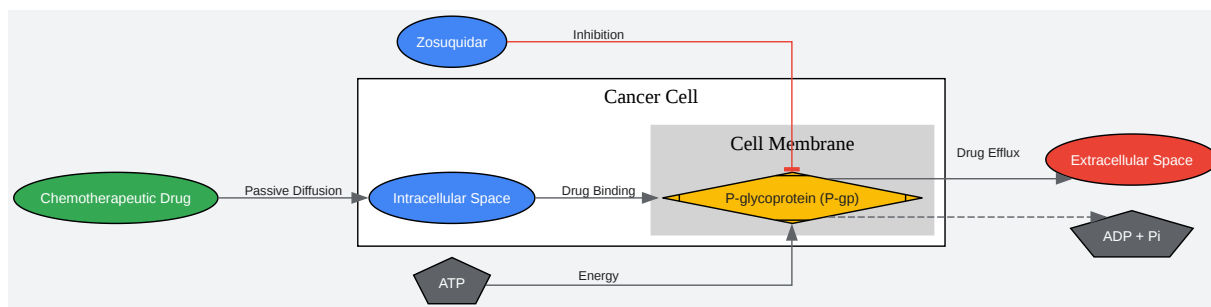 Zosuquidar
Inhibition
Cancer Cell
Cell Membrane
Drug Efflux
Extracellular Space
Chemotherapeutic Drug
Passive Diffusion
Intracellular Space
Drug Binding
P-glycoprotein (P-gp)
ADP + Pi
ATP
Energy